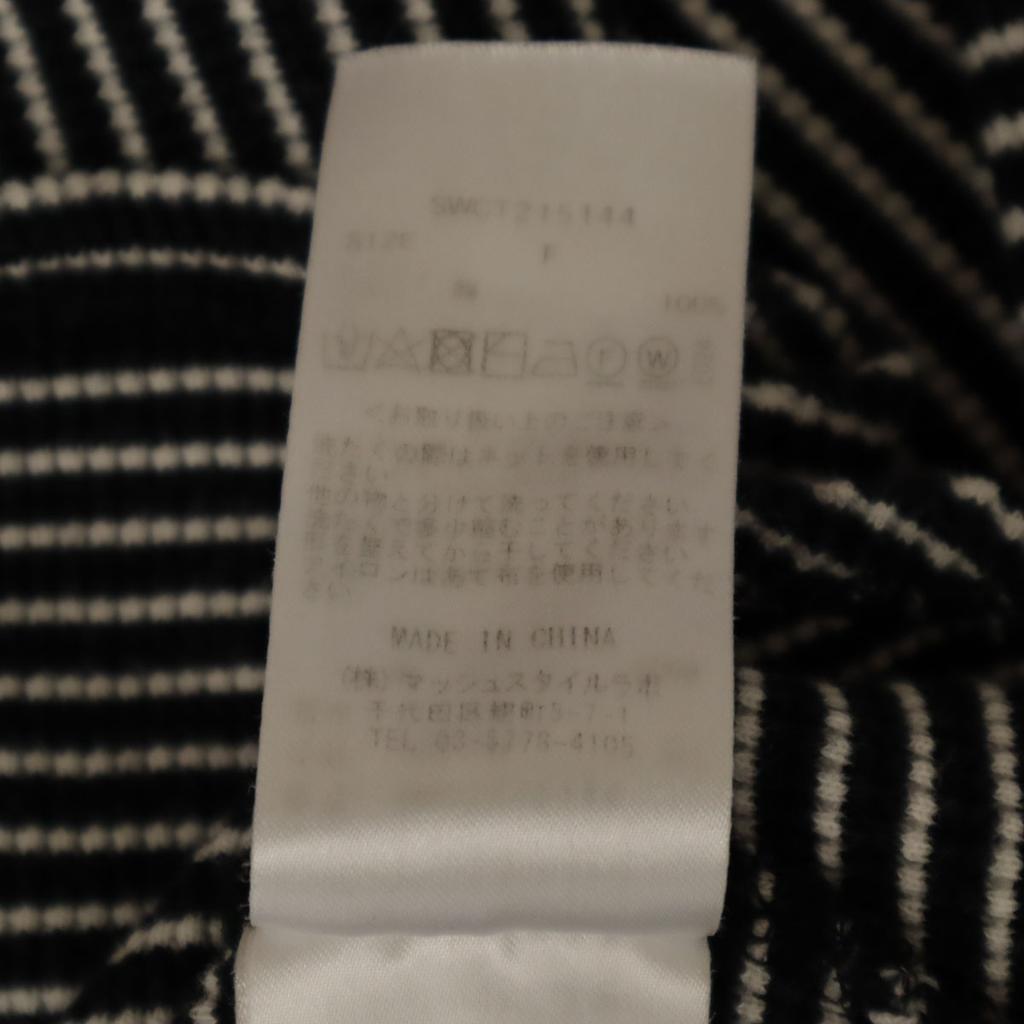 SWCT215144
SIZE F
綿 100%
<お取り扱い上のご注意>
洗たくの際はネットを使用してく
ださい
他の物と分けて洗ってください
洗たくで多少縮むことがあります
形を整えてから干してください
アイロンはあて布を使用してくだ
さい
MADE IN CHINA
(株)マッシュスタイルラボ
千代田区麹町5-7-1
TEL 03-5778-4105